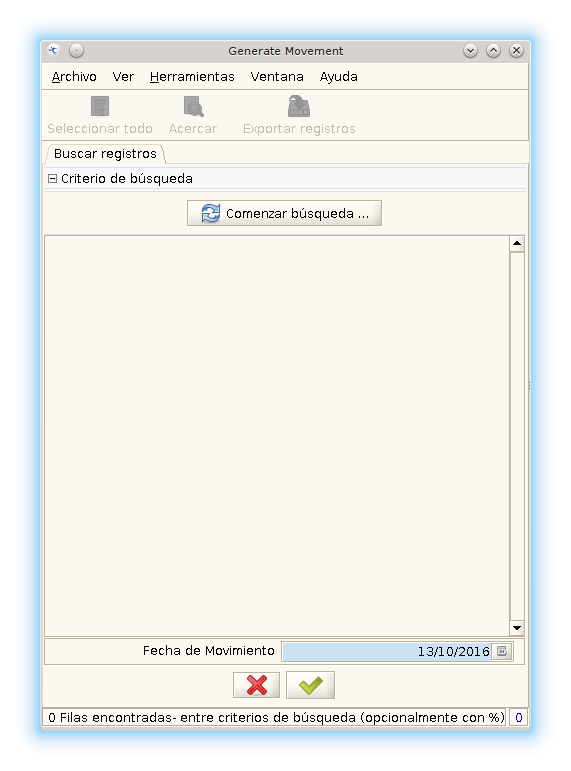 Generate Movement
Archivo Ver Herramientas Ventana Ayuda
Seleccionar todo Acercar Exportar registros
Buscar registros
Criterio de búsqueda
Comenzar búsqueda ...
Fecha de Movimiento 13/10/2016
0 Filas encontradas- entre criterios de búsqueda (opcionalmente con %) 0